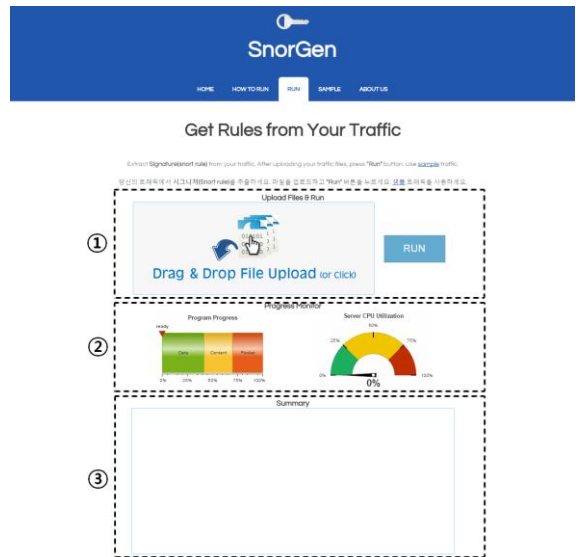 SnorGen
HOME HOW TO RUN RUN SAMPLE ABOUT US
Get Rules from Your Traffic
Extract Signature(snort rule) from your traffic. After uploading your traffic files, press "Run" button. Use sample traffic.
당신의 트래픽에서 시그니처(Snort rule)를 추출하세요. 파일을 업로드하고 "Run" 버튼을 누르세요. 샘플 트래픽을 사용하세요.
Upload Files & Run
①
Drag & Drop File Upload (or Click)
RUN
Progress Monitor
②
Program Progress
ready
Data Content Packet
0% 25% 50% 75% 100%
Server CPU Utilization
50%
25% 75%
0% 100%
0%
Summary
③